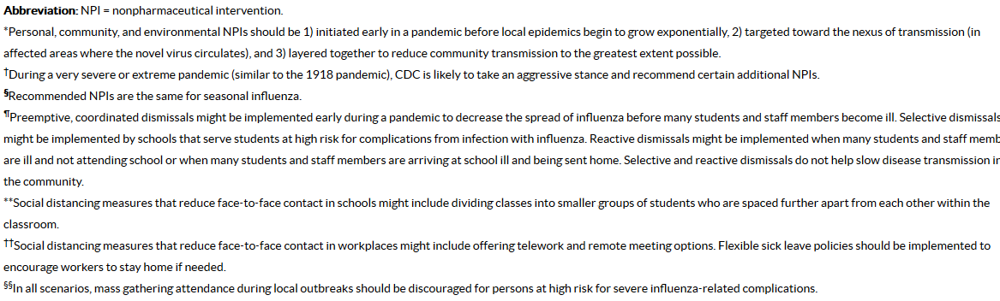 Abbreviation: NPI = nonpharmaceutical intervention.
*Personal, community, and environmental NPIs should be 1) initiated early in a pandemic before local epidemics begin to grow exponentially, 2) targeted toward the nexus of transmission (in
affected areas where the novel virus circulates), and 3) layered together to reduce community transmission to the greatest extent possible.
†During a very severe or extreme pandemic (similar to the 1918 pandemic), CDC is likely to take an aggressive stance and recommend certain additional NPIs.
§Recommended NPIs are the same for seasonal influenza.
¶Preemptive, coordinated dismissals might be implemented early during a pandemic to decrease the spread of influenza before many students and staff members become ill. Selective dismissals
might be implemented by schools that serve students at high risk for complications from infection with influenza. Reactive dismissals might be implemented when many students and staff memb
are ill and not attending school or when many students and staff members are arriving at school ill and being sent home. Selective and reactive dismissals do not help slow disease transmission in
the community.
**Social distancing measures that reduce face-to-face contact in schools might include dividing classes into smaller groups of students who are spaced further apart from each other within the
classroom.
††Social distancing measures that reduce face-to-face contact in workplaces might include offering telework and remote meeting options. Flexible sick leave policies should be implemented to
encourage workers to stay home if needed.
§§In all scenarios, mass gathering attendance during local outbreaks should be discouraged for persons at high risk for severe influenza-related complications.